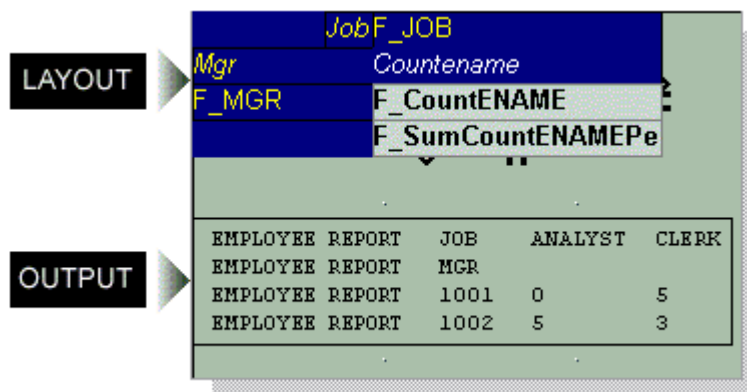 Job F_JOB
Mgr Countename
LAYOUT
F_MGR F_CountENAME
F_SumCountENAMEPe
EMPLOYEE REPORT JOB ANALYST CLERK
EMPLOYEE REPORT MGR
OUTPUT
EMPLOYEE REPORT 1001 0 5
EMPLOYEE REPORT 1002 5 3